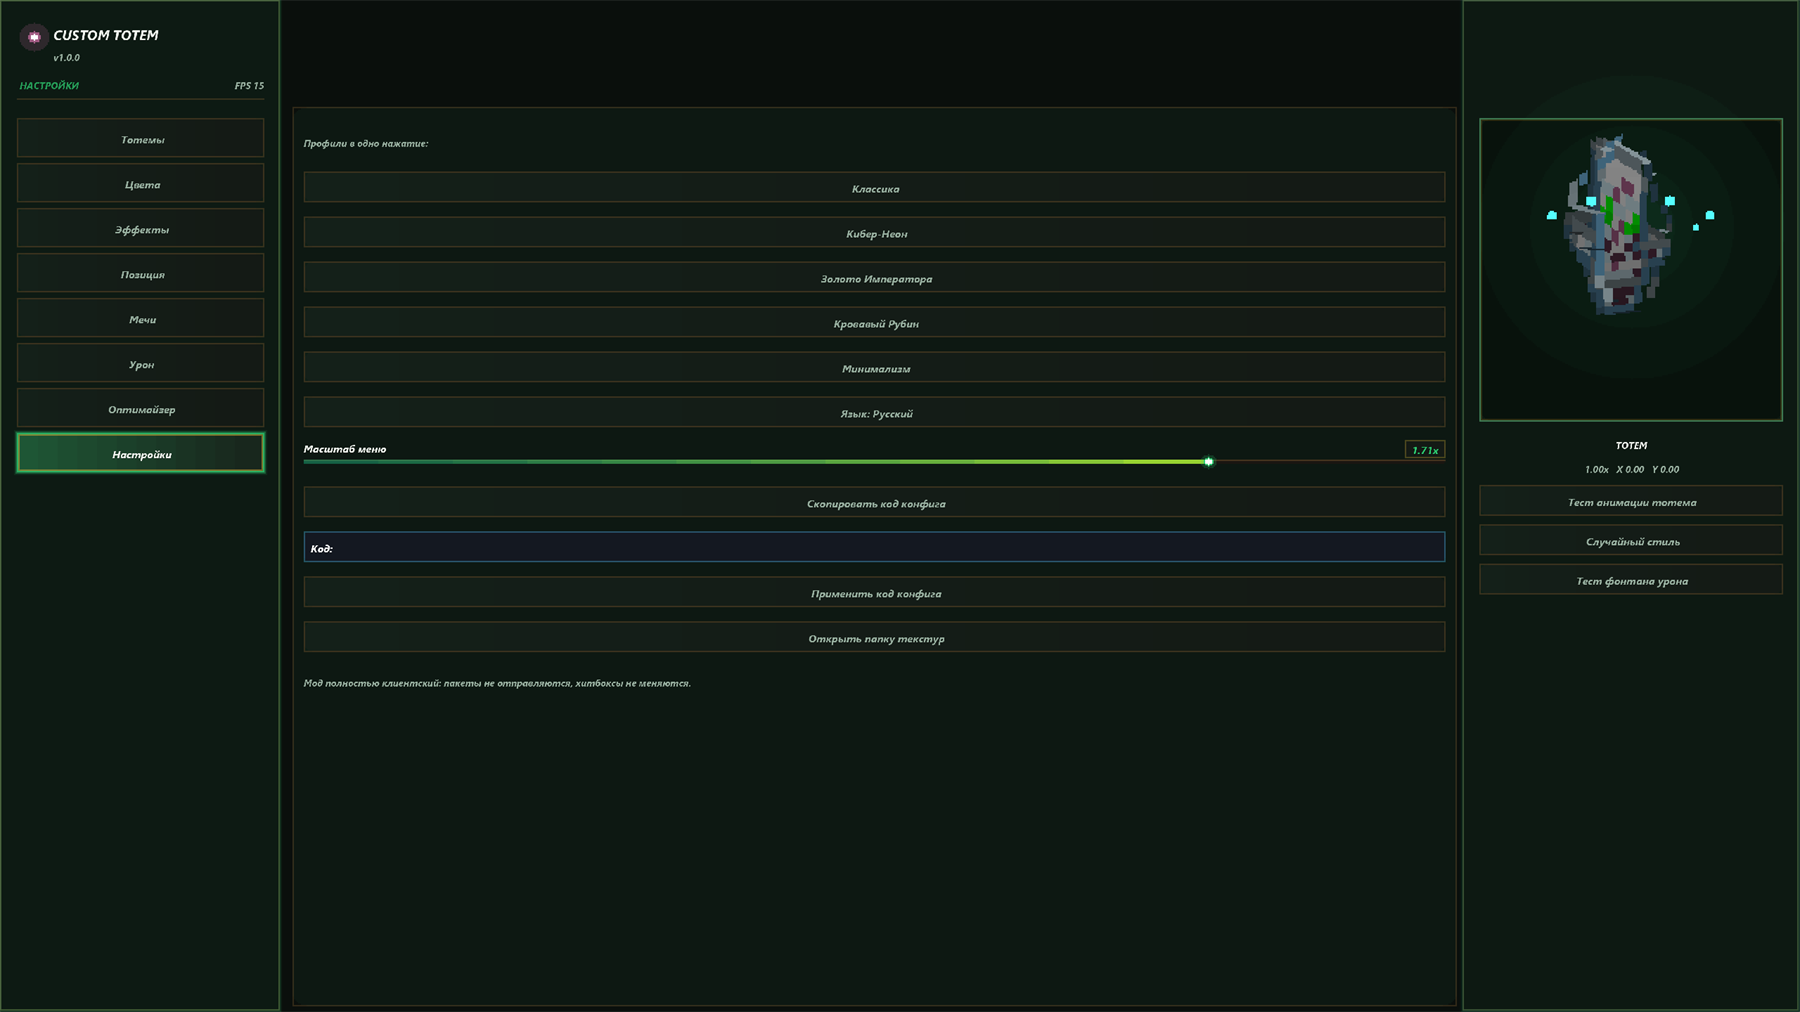 CUSTOM TOTEM
v1.0.0
НАСТРОЙКИ FPS 15
Тотемы
Цвета
Эффекты
Позиция
Мечи
Урон
Оптимайзер
Настройки
Профили в одно нажатие:
Классика
Кибер-Неон
Золото Императора
Кровавый Рубин
Минимализм
Язык: Русский
Масштаб меню 1.71x
Скопировать код конфига
Код:
Применить код конфига
Открыть папку текстур
Мод полностью клиентский: пакеты не отправляются, хитбоксы не меняются.
ТОТЕМ
1.00x X 0.00 Y 0.00
Тест анимации тотема
Случайный стиль
Тест фонтана урона